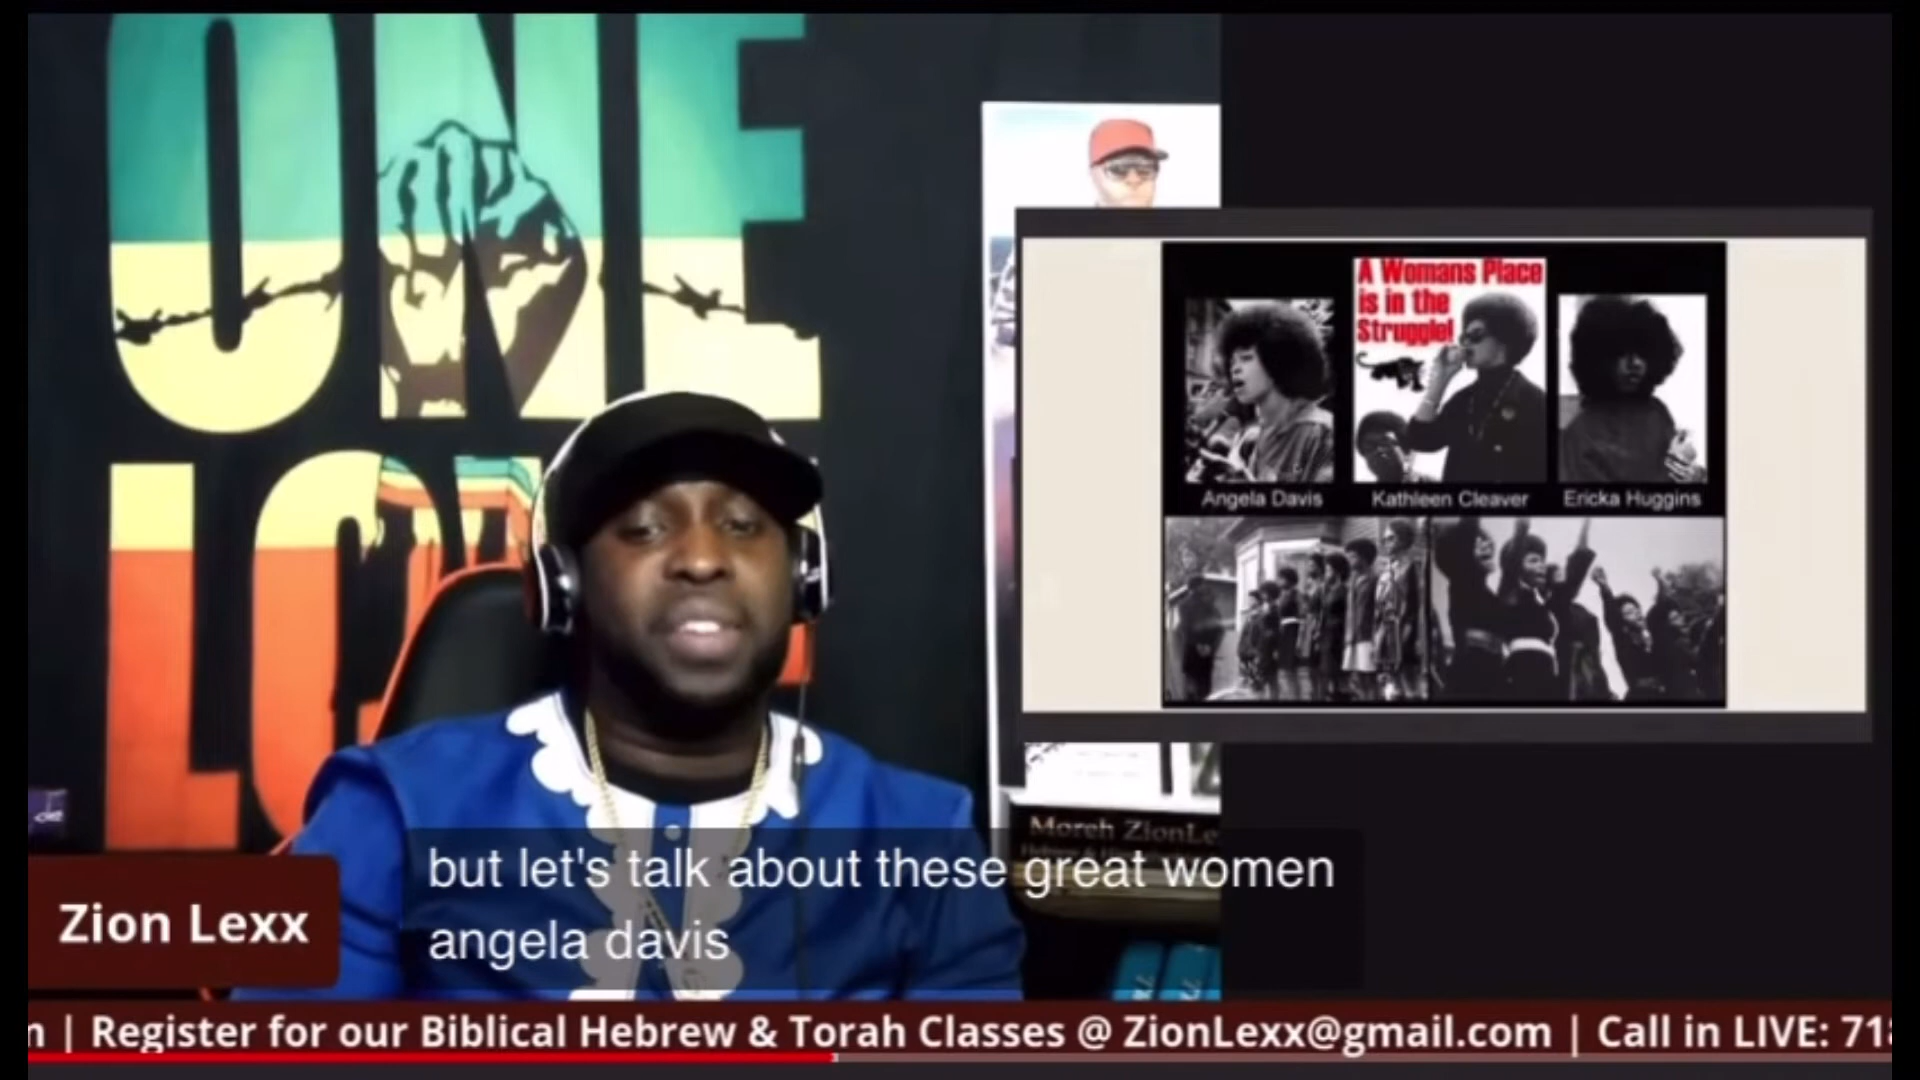 ONE
LOVE
A Womans Place
is in the
Struggle!
Angela Davis
Kathleen Cleaver
Ericka Huggins
Moreh ZionLe
but let's talk about these great women
angela davis
Zion Lexx
| Register for our Biblical Hebrew & Torah Classes @ ZionLexx@gmail.com | Call in LIVE: 718